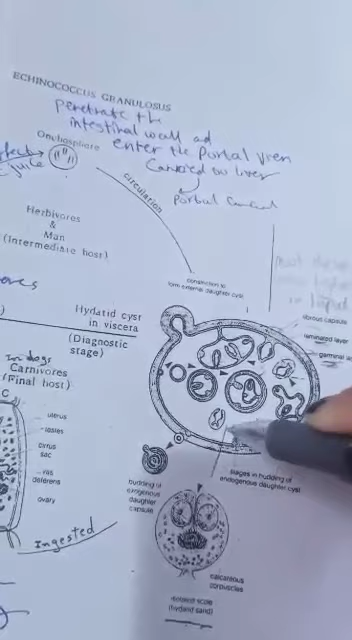 ECHINOCOCCUS GRANULOSUS
penetrate the
intestinal wall ad
enter the portal vien
Carried to liver
Portal Canal
Onchosphere
juice
circulation
Herbivores
&
Man
(Intermediate host)
constriction to
form external daughter cyst
Hydatid cyst
in viscera
(Diagnostic
stage)
fibrous capsule
laminated layer
germinal
In dogs
Carnivores
(Final host)
uterus
testes
cirrus
sac
vas
deferens
ovary
Ingested
budding of
exogenous
daughter
capsule
stages in budding of
endogenous daughter cyst
calcareous
corpuscles
(hydatid sand)